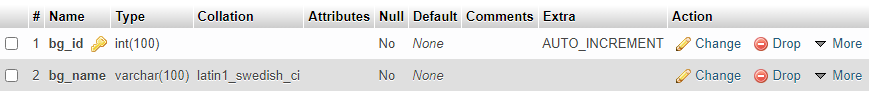 # Name Type Collation Attributes Null Default Comments Extra Action
1 bg_id int(100) No None AUTO_INCREMENT Change Drop More
2 bg_name varchar(100) latin1_swedish_ci No None Change Drop More